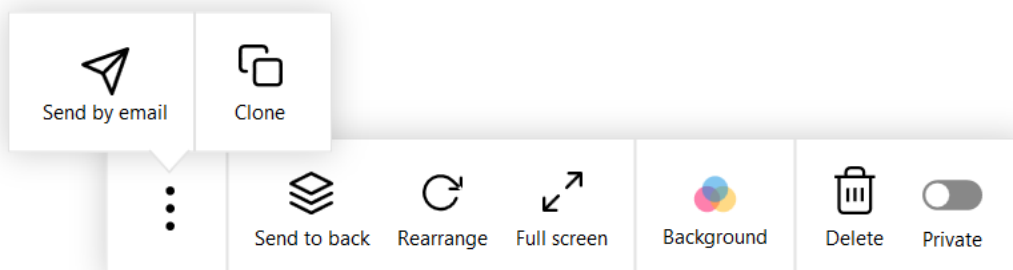 Send by email
Clone
Send to back
Rearrange
Full screen
Background
Delete
Private